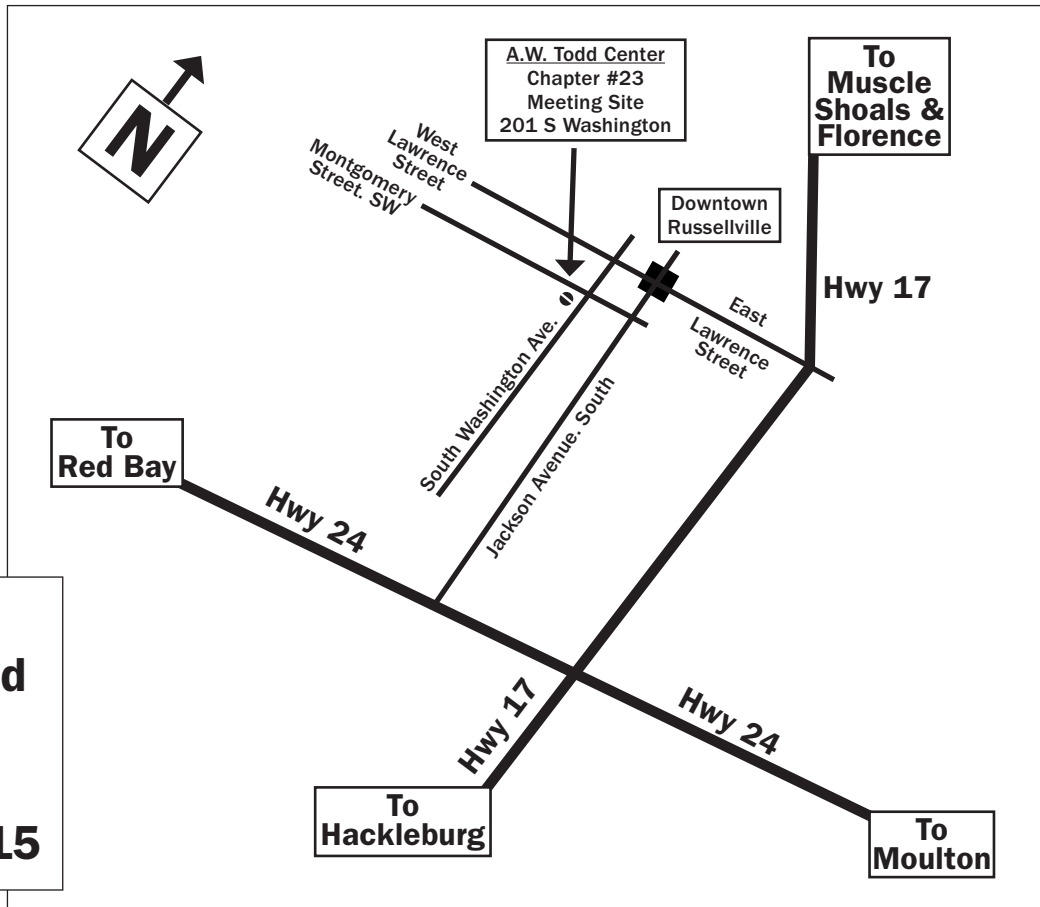 N
A.W. Todd Center
Chapter #23
Meeting Site
201 S Washington
To
Muscle
Shoals &
Florence
West
Lawrence
Street
Montgomery
Street. SW
Downtown
Russellville
Hwy 17
East
Lawrence
Street
South Washington Ave.
Jackson Avenue. South
To
Red Bay
Hwy 24
d
15
Hwy 17
Hwy 24
To
Hackleburg
To
Moulton